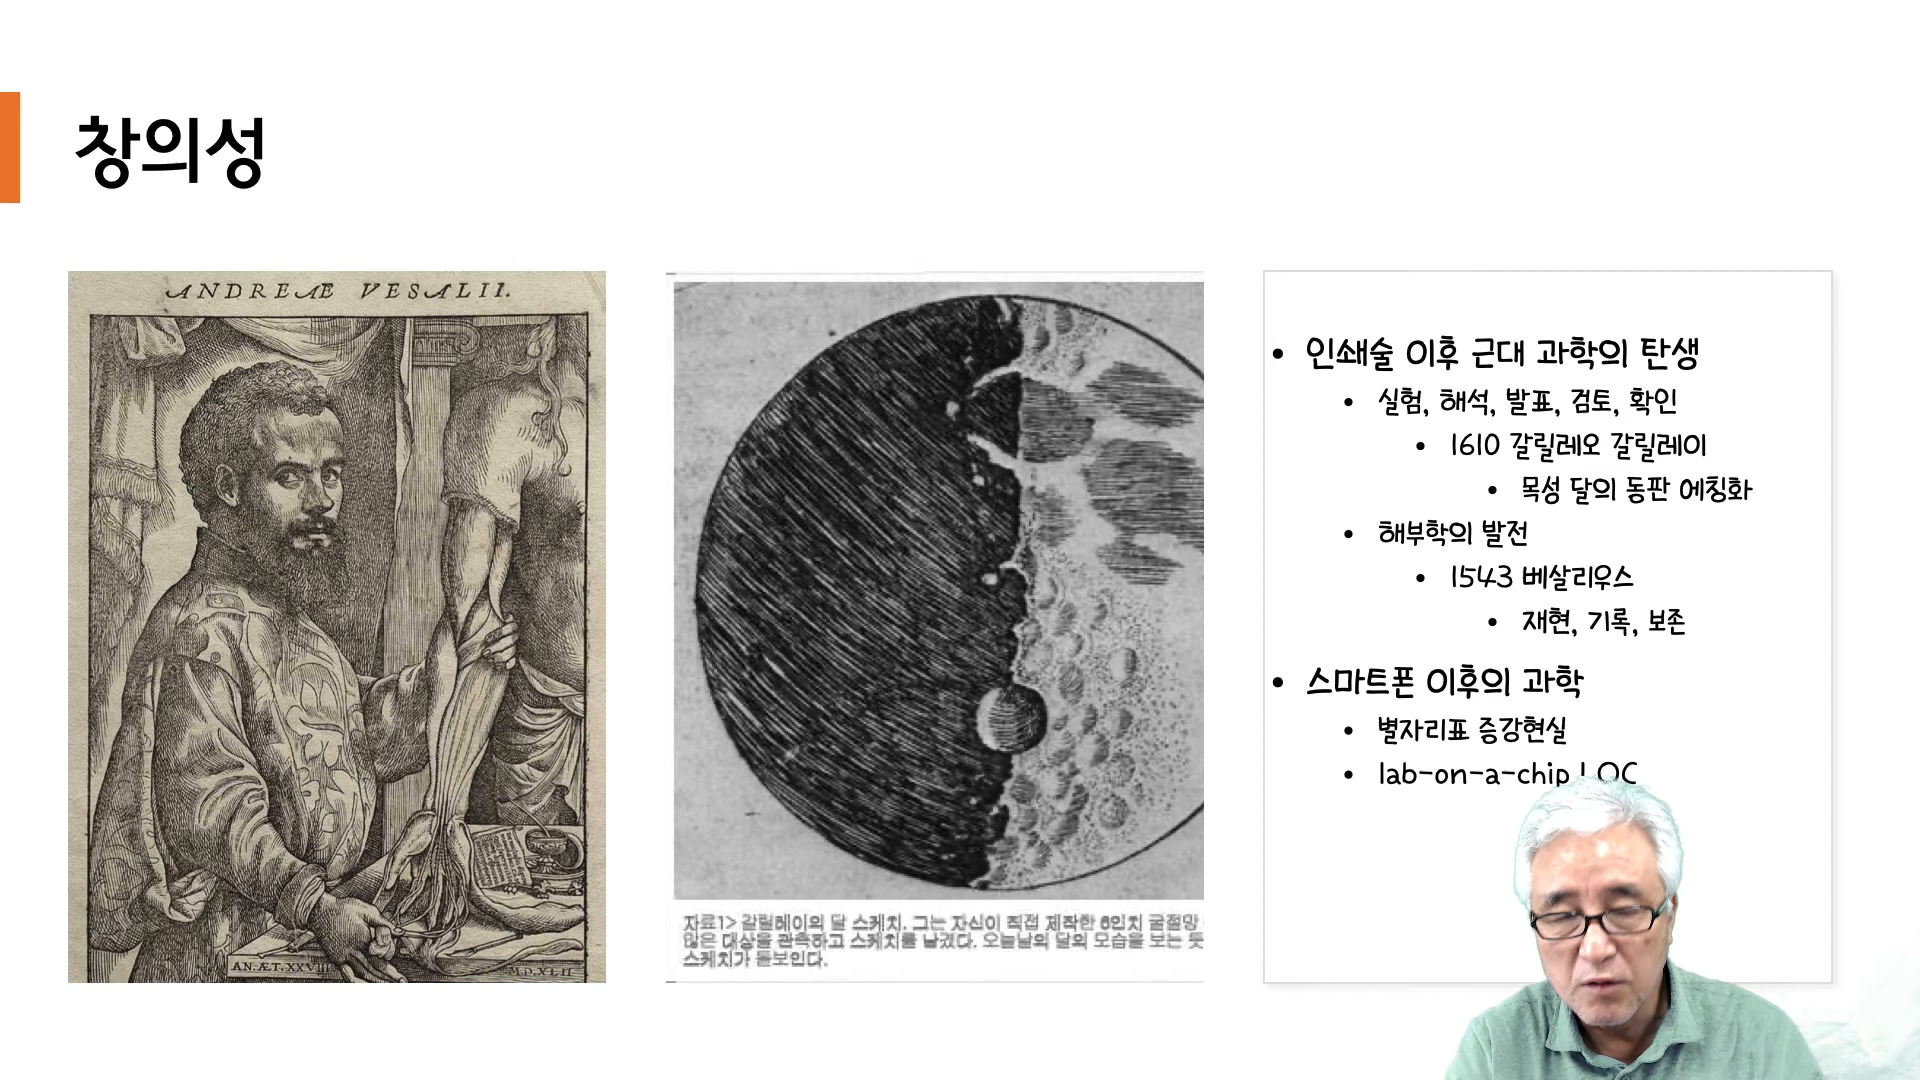 창의성
ANDREÆ VESALII.
AN. ÆT. XXVIII
M.D.XLII
자료1> 갈릴레이의 달 스케치. 그는 자신이 직접 제작한 8인치 굴절망
많은 대상을 관측하고 스케치를 남겼다. 오늘날의 달의 모습을 보는 듯
스케치가 돋보인다.
• 인쇄술 이후 근대 과학의 탄생
• 실험, 해석, 발표, 검토, 확인
• 1610 갈릴레오 갈릴레이
• 목성 달의 동판 에칭화
• 해부학의 발전
• 1543 베살리우스
• 재현, 기록, 보존
• 스마트폰 이후의 과학
• 별자리표 증강현실
• lab-on-a-chip LOC